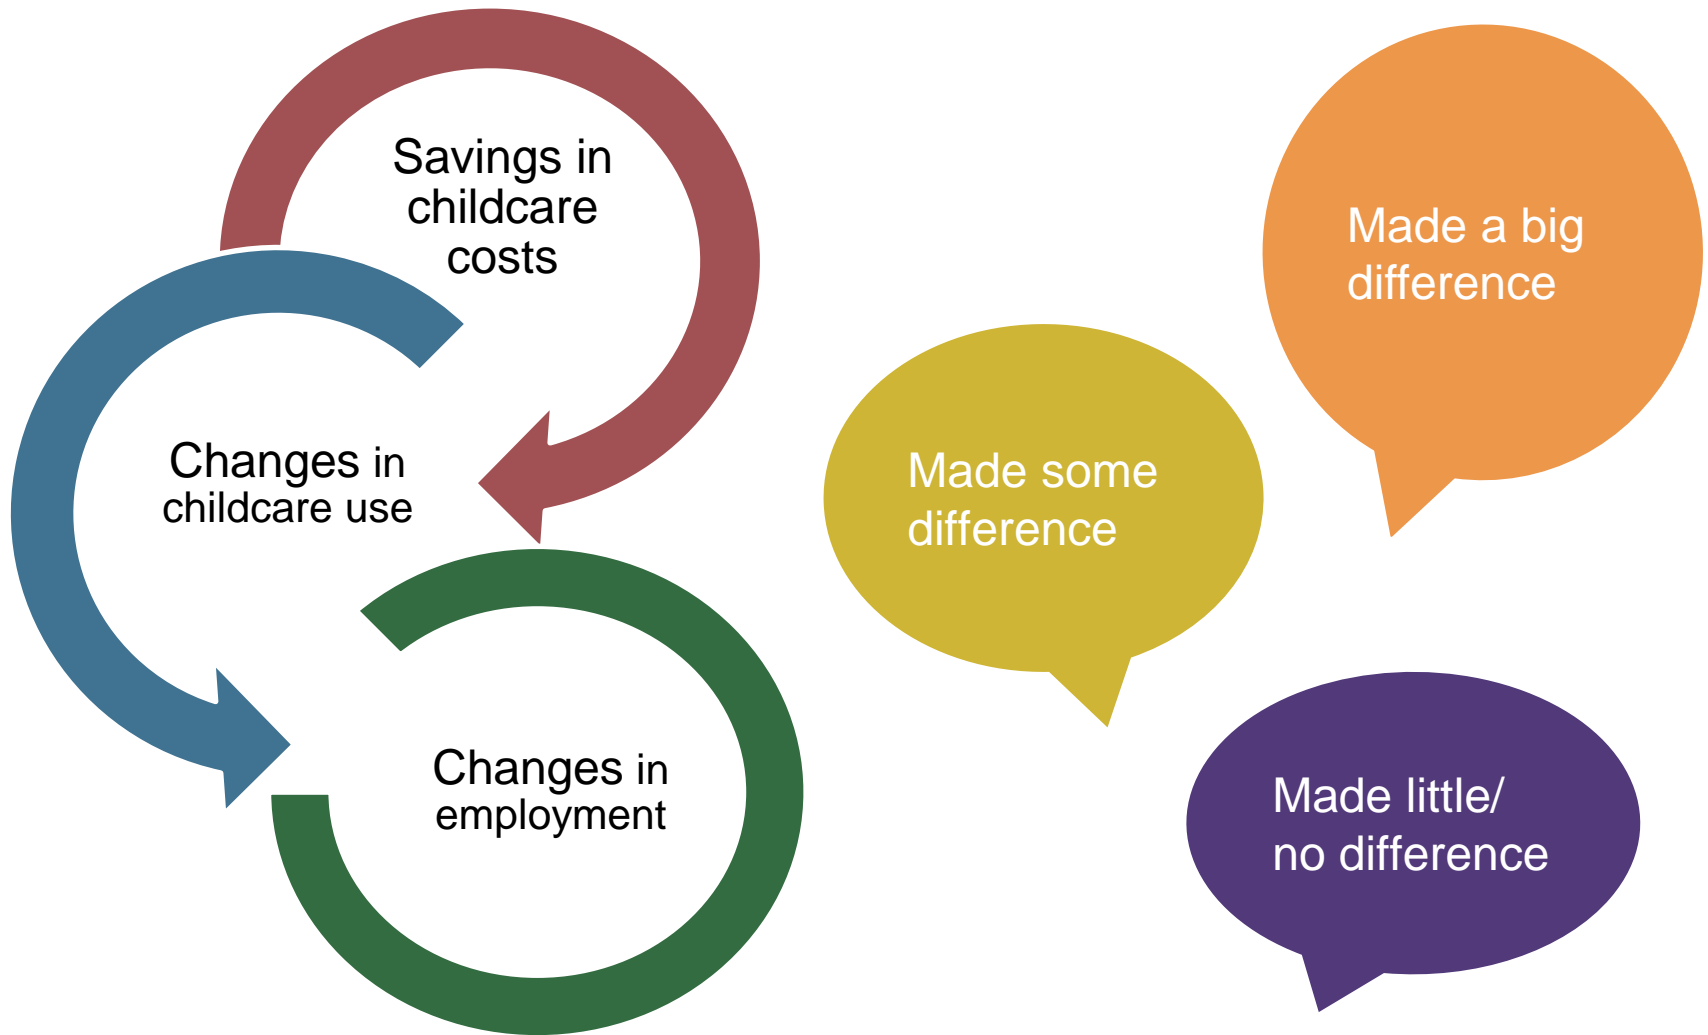 Savings in
childcare
costs
Changes in
childcare use
Changes in
employment
Made a big
difference
Made some
difference
Made little/
no difference